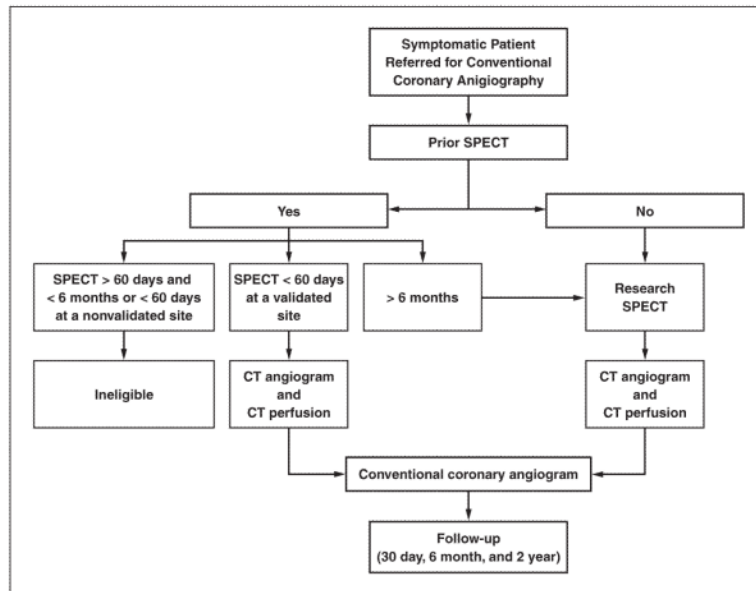 Symptomatic Patient
Referred for Conventional
Coronary Anigiography
Prior SPECT
Yes
No
SPECT > 60 days and
< 6 months or < 60 days
at a nonvalidated site
SPECT < 60 days
at a validated
site
> 6 months
Research
SPECT
Ineligible
CT angiogram
and
CT perfusion
CT angiogram
and
CT perfusion
Conventional coronary angiogram
Follow-up
(30 day, 6 month, and 2 year)